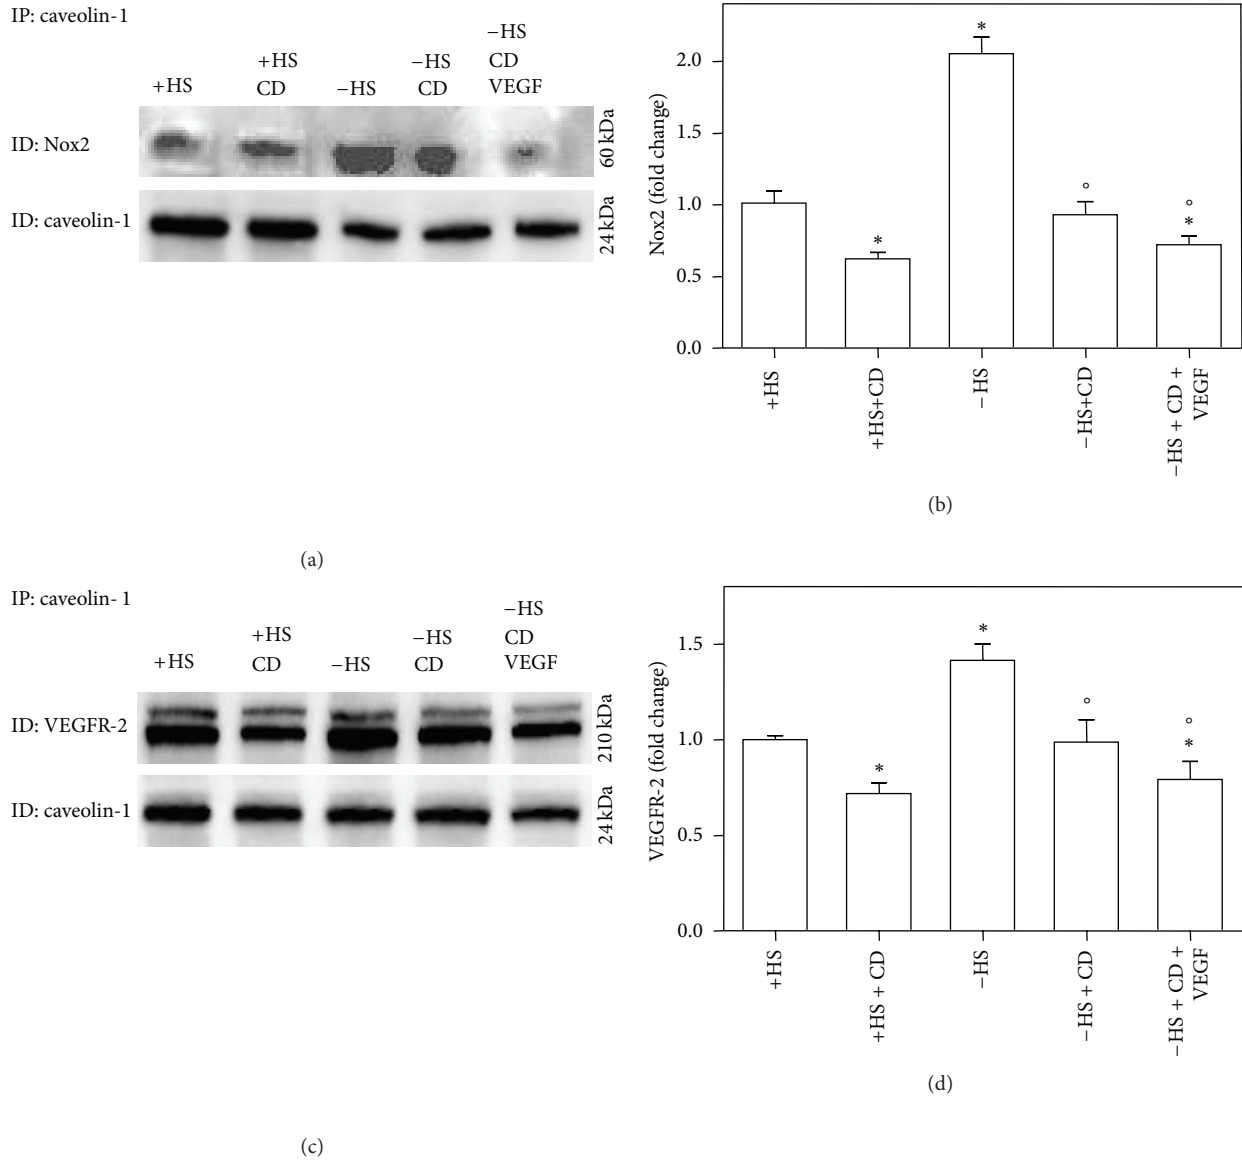 IP: caveolin-1
+HS
+HS
CD
−HS
−HS
CD
−HS
CD
VEGF
ID: Nox2
60 kDa
ID: caveolin-1
24 kDa
(a)
Nox2 (fold change)
2.0
1.5
1.0
0.5
0.0
*
*
°
°
*
+HS
+HS+CD
−HS
−HS+CD
−HS + CD +
VEGF
(b)
IP: caveolin- 1
+HS
+HS
CD
−HS
−HS
CD
−HS
CD
VEGF
ID: VEGFR-2
210 kDa
ID: caveolin-1
24 kDa
(c)
VEGFR-2 (fold change)
1.5
1.0
0.5
0.0
*
*
°
°
*
+HS
+HS + CD
−HS
−HS + CD
−HS + CD +
VEGF
(d)